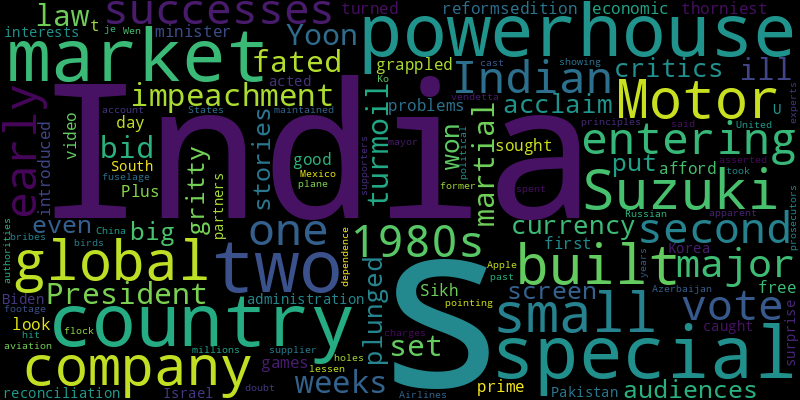 law t je Wen successes turned reforms edition economic thorniest
interests minister Yoon powerhouse
market fated grappled critics ill
early India impeachment Ko cast showing Indian Motor U experts
video acted States problems acclaim
introduced account maintained vendetta said United
day bid stories turmoil won sought principles entering
South fuselage gritty good supporters martial political put afford
Plus partners Mexico plane mayor former spent asserted took Suzuki
authorities even bribes China big one dependence 1980s currency Russian apparent second prosecutors
birds first Korea years
global two Sikh Apple past built major
Biden President administration plunged S pointing screen Azerbaijan free
footage country small vote surprise
look flock set special caught
hit aviation millions supplier holes charges
company games lessen weeks prime
reconciliation Israel doubt Airlines Pakistan audiences